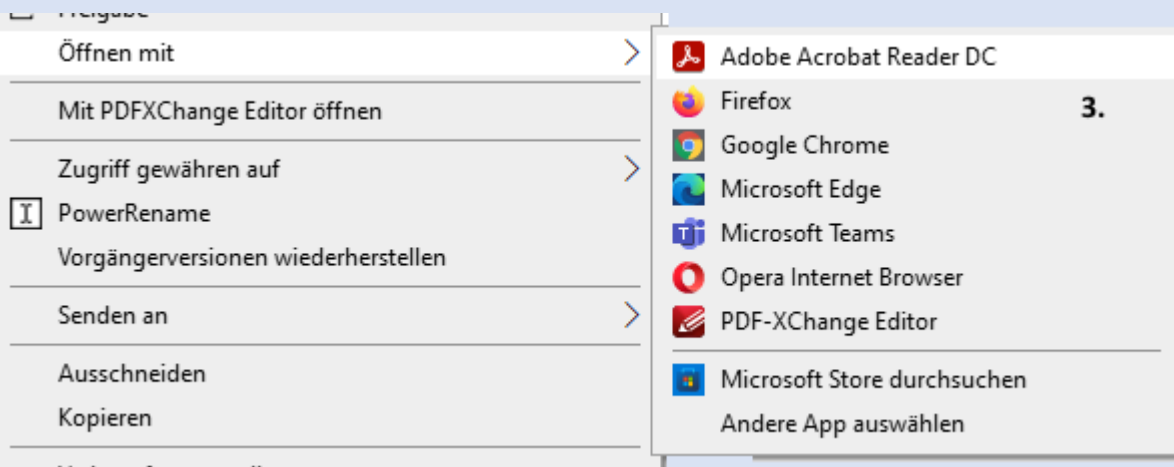 Freigabe
Öffnen mit
Mit PDFXChange Editor öffnen
Zugriff gewähren auf
PowerRename
Vorgängerversionen wiederherstellen
Senden an
Ausschneiden
Kopieren
Adobe Acrobat Reader DC
Firefox
3.
Google Chrome
Microsoft Edge
Microsoft Teams
Opera Internet Browser
PDF-XChange Editor
Microsoft Store durchsuchen
Andere App auswählen